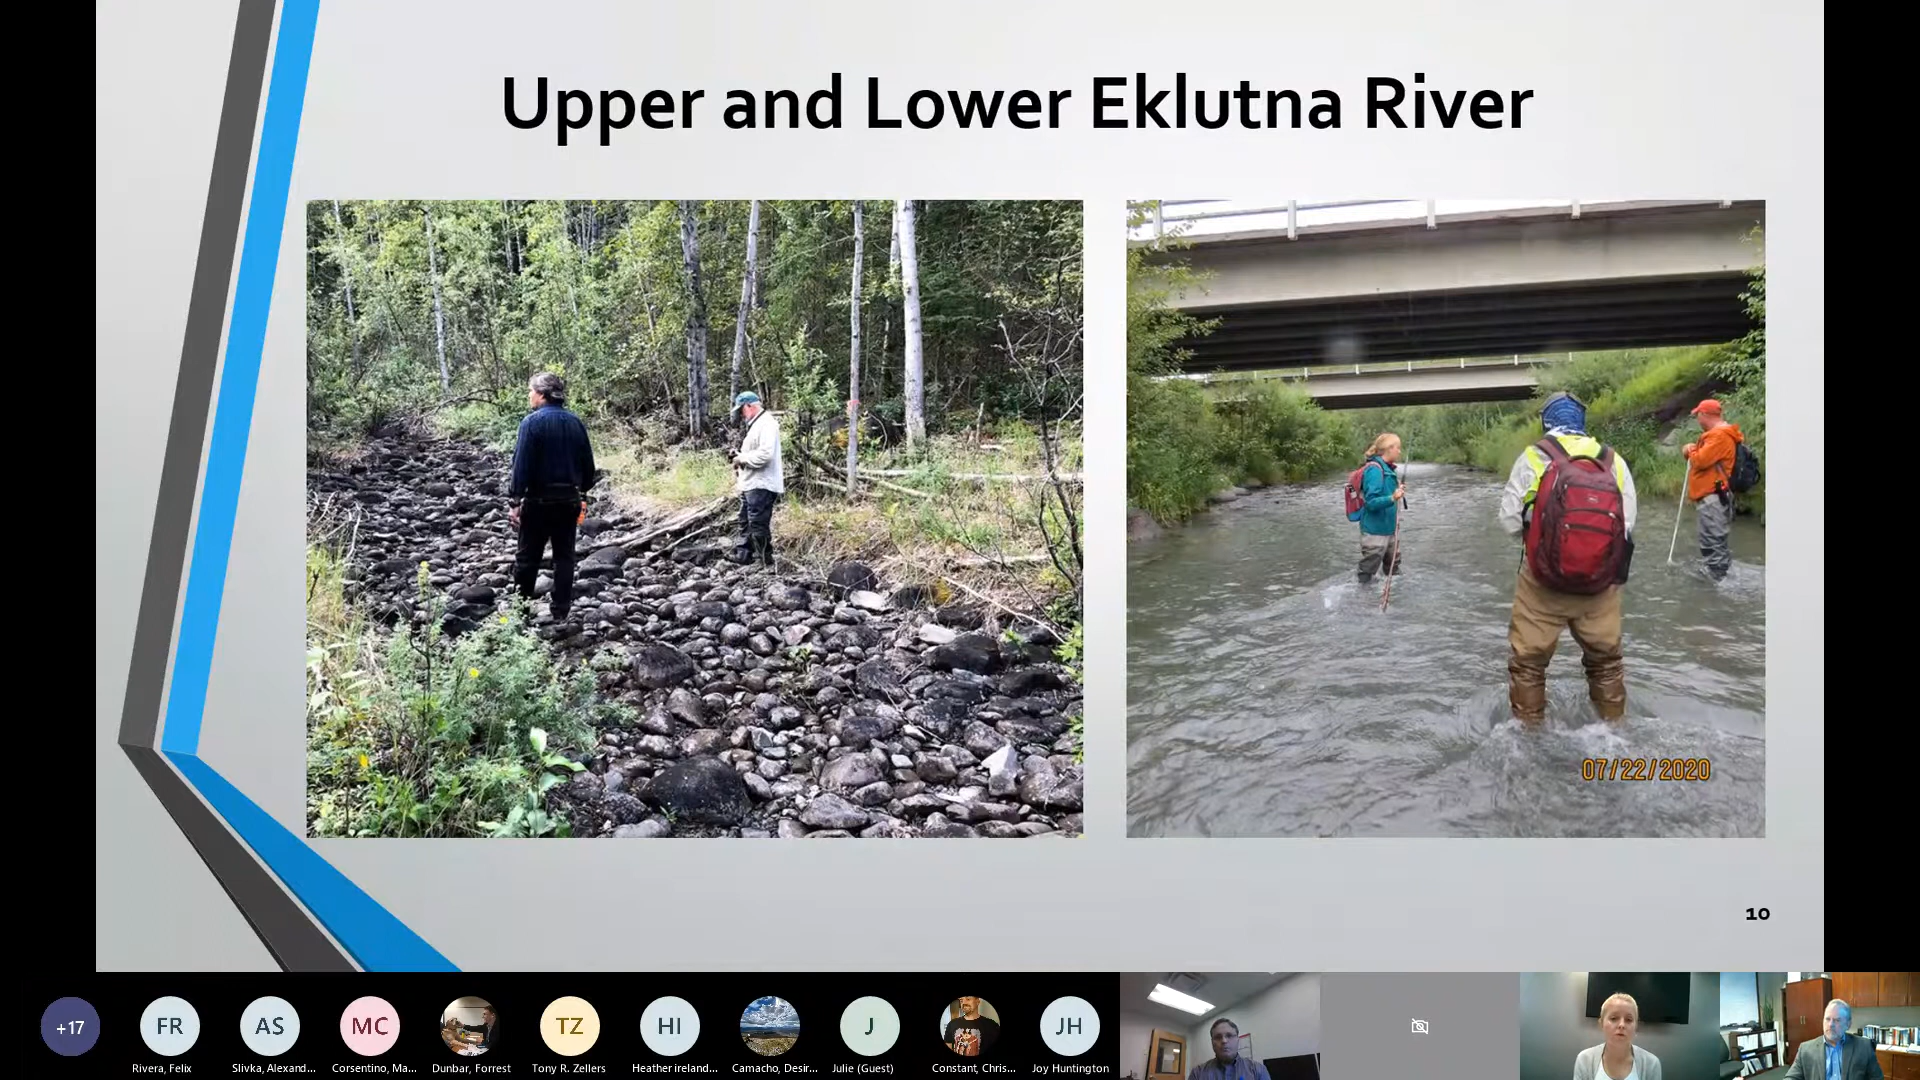 Upper and Lower Eklutna River
07/22/2020
10
+17
FR
AS
MC
TZ
HI
J
JH
Rivera, Felix
Slivka, Alexand...
Corsentino, Ma...
Dunbar, Forrest
Tony R. Zellers
Heather ireland...
Camacho, Desir...
Julie (Guest)
Constant, Chris...
Joy Huntington